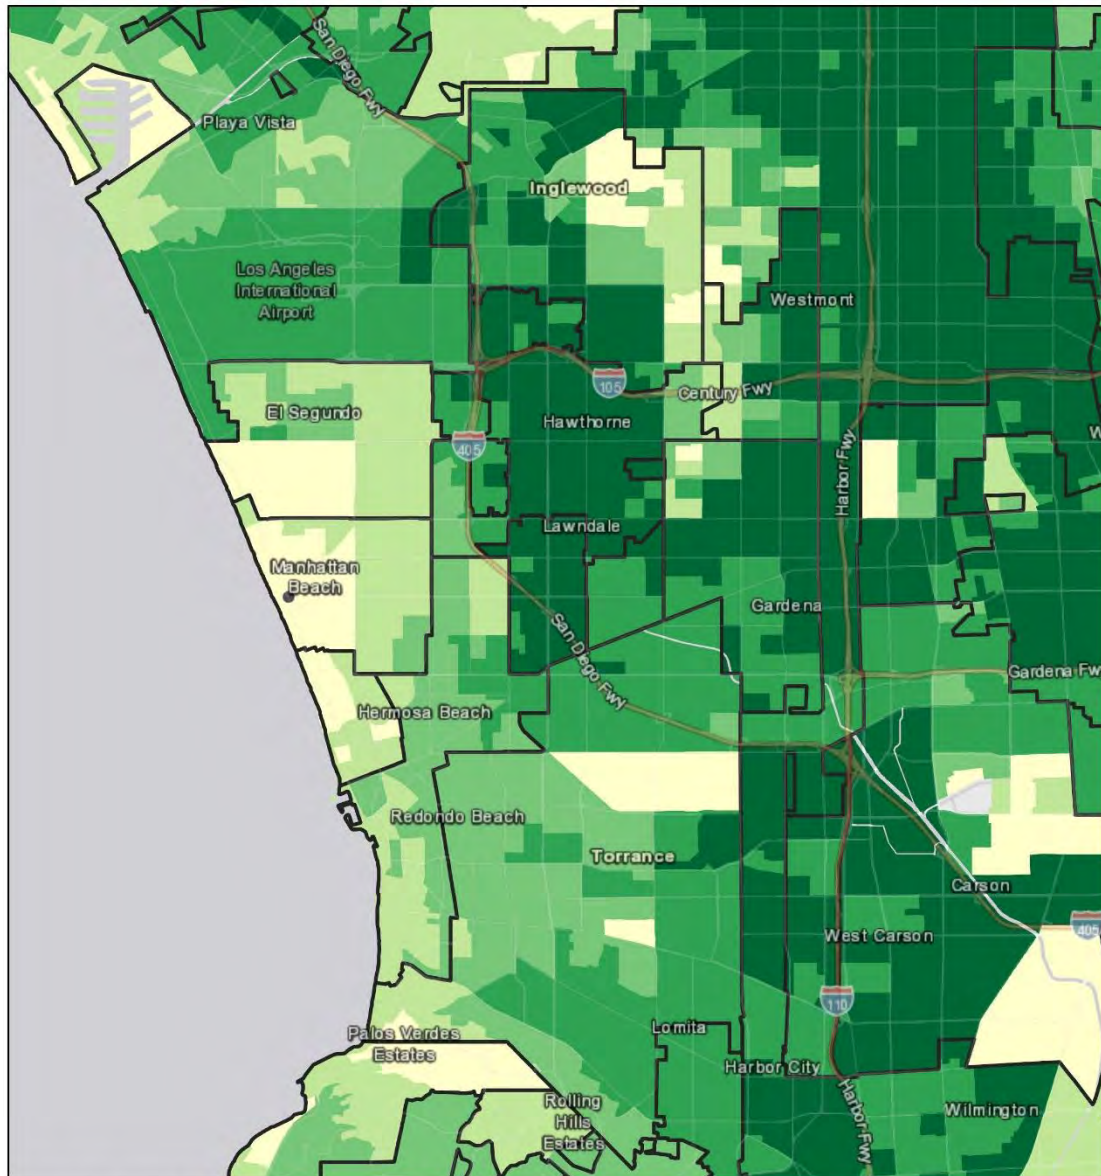 San Diego Fwy
Playa Vista
Inglewood
Los Angeles
International
Airport
Westmont
105
Century Fwy
El Segundo
Hawthorne
405
Harbor Fwy
W
Lawndale
Manhattan
Beach
Gardena
San Diego Fwy
Gardena Fw
Hermosa Beach
Redondo Beach
Torrance
Carson
405
West Carson
110
Lomita
Palos Verdes
Estates
Harbor City
Harbor Fwy
Rolling
Hills
Estates
Wilmington